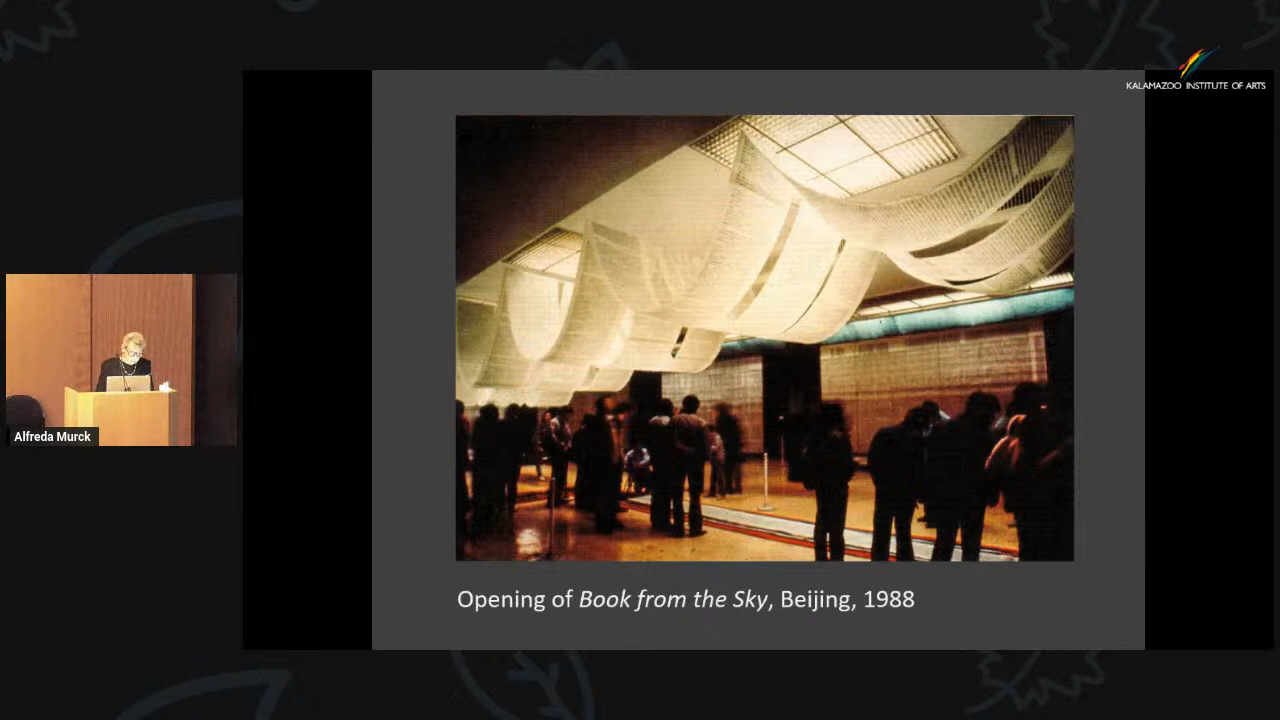 KALAMAZOO INSTITUTE OF ARTS
Alfreda Murck
Opening of Book from the Sky, Beijing, 1988